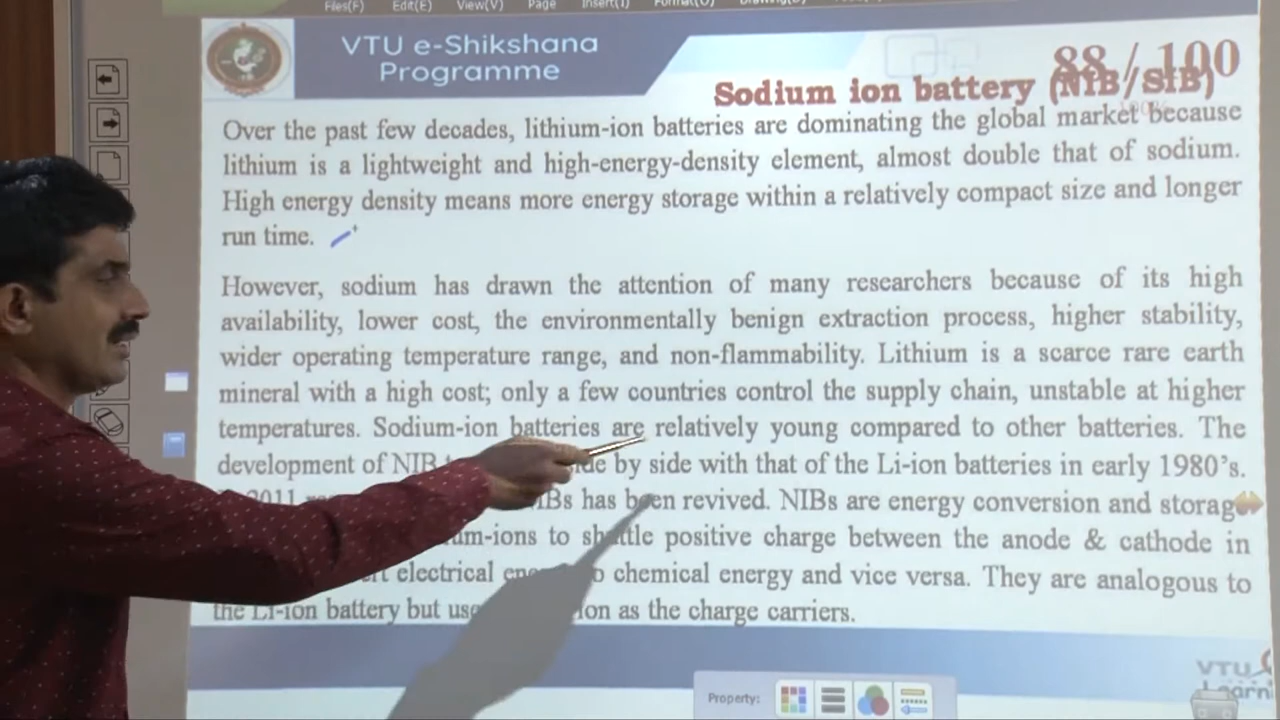 Files(F) Edit(E) View(V) Page Insert(I) Format(O)
VTU e-Shikshana
Programme
88 / 100
Sodium ion battery (NIB/SIB)
100%
Over the past few decades, lithium-ion batteries are dominating the global market because
lithium is a lightweight and high-energy-density element, almost double that of sodium.
High energy density means more energy storage within a relatively compact size and longer
run time.
However, sodium has drawn the attention of many researchers because of its high
availability, lower cost, the environmentally benign extraction process, higher stability,
wider operating temperature range, and non-flammability. Lithium is a scarce rare earth
mineral with a high cost; only a few countries control the supply chain, unstable at higher
temperatures. Sodium-ion batteries are relatively young compared to other batteries. The
development of NIB by side with that of the Li-ion batteries in early 1980's.
2011 has been revived. NIBs are energy conversion and storage
to shuttle positive charge between the anode & cathode in
electrical chemical energy and vice versa. They are analogous to
the Li-ion battery but ion as the charge carriers.
VTU
Learn
Property: